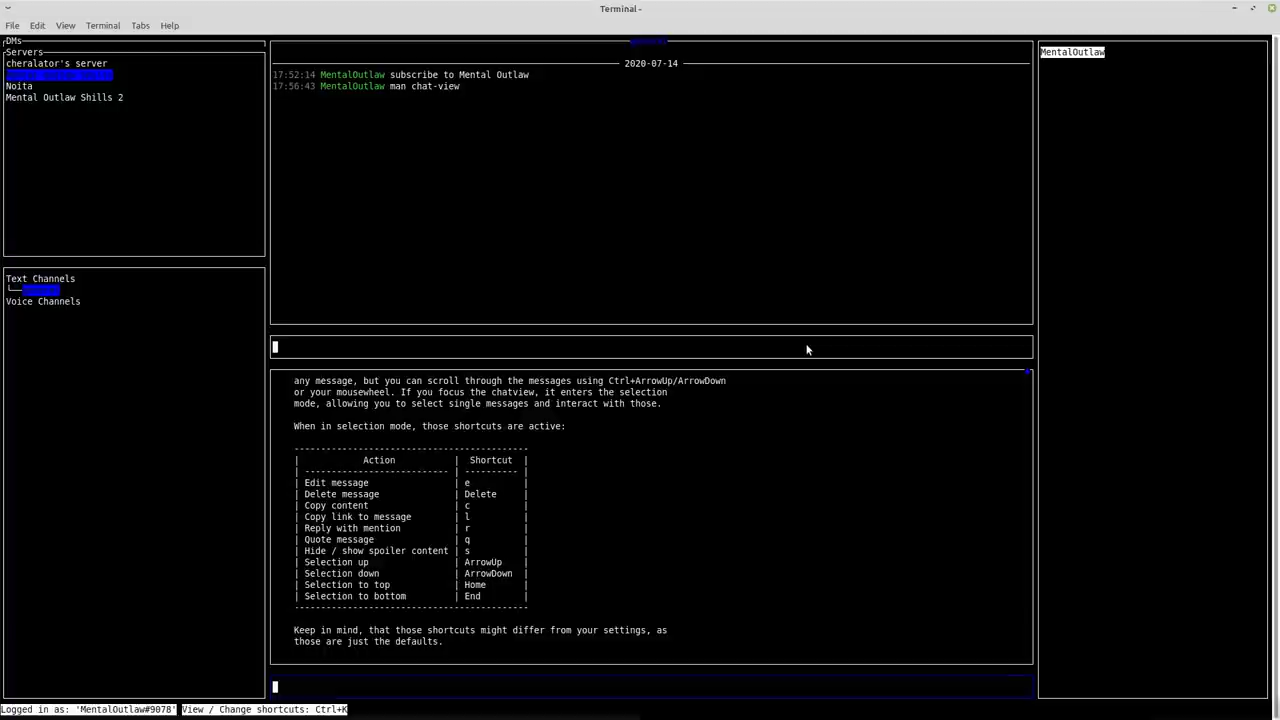 Terminal -
File Edit View Terminal Tabs Help
DMs
Servers
cheralator's server
Noita
Mental Outlaw Shills 2
Text Channels
Voice Channels
2020-07-14
17:52:14 MentalOutlaw subscribe to Mental Outlaw
17:56:43 MentalOutlaw man chat-view
any message, but you can scroll through the messages using Ctrl+ArrowUp/ArrowDown
or your mousewheel. If you focus the chatview, it enters the selection
mode, allowing you to select single messages and interact with those.
When in selection mode, those shortcuts are active:
--------------------------------------------
| Action | Shortcut |
| --------------------------- | ---------- |
| Edit message | e |
| Delete message | Delete |
| Copy content | c |
| Copy link to message | l |
| Reply with mention | r |
| Quote message | q |
| Hide / show spoiler content | s |
| Selection up | ArrowUp |
| Selection down | ArrowDown |
| Selection to top | Home |
| Selection to bottom | End |
--------------------------------------------
Keep in mind, that those shortcuts might differ from your settings, as
those are just the defaults.
MentalOutlaw
Logged in as: 'MentalOutlaw#9078' View / Change shortcuts: Ctrl+K